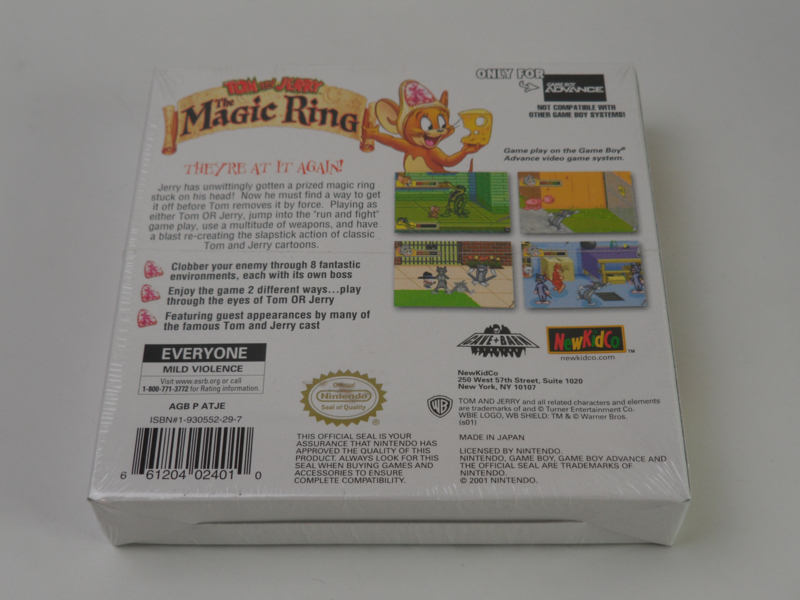 TOM AND JERRY
The
Magic Ring
THEY'RE AT IT AGAIN!
Jerry has unwittingly gotten a prized magic ring
stuck on his head! Now he must find a way to get
it off before Tom removes it by force. Playing as
either Tom OR Jerry, jump into the "run and fight"
game play, use a multitude of weapons, and have
a blast re-creating the slapstick action of classic
Tom and Jerry cartoons.
Clobber your enemy through 8 fantastic
environments, each with its own boss
Enjoy the game 2 different ways...play
through the eyes of Tom OR Jerry
Featuring guest appearances by many of
the famous Tom and Jerry cast
ONLY FOR
GAME BOY
ADVANCE
NOT COMPATIBLE WITH
OTHER GAME BOY SYSTEMS!
Game play on the Game Boy®
Advance video game system.
EVERYONE
MILD VIOLENCE
Visit www.esrb.org or call
1-800-771-3772 for Rating information.
AGB P ATJE
ISBN#1-930552-29-7
6 61204 02401 0
Official
Nintendo
Seal of Quality
®
THIS OFFICIAL SEAL IS YOUR
ASSURANCE THAT NINTENDO HAS
APPROVED THE QUALITY OF THIS
PRODUCT. ALWAYS LOOK FOR THIS
SEAL WHEN BUYING GAMES AND
ACCESSORIES TO ENSURE
COMPLETE COMPATIBILITY.
CAVE BARN
NewKidCo
TM
newkidco.com
NewKidCo
250 West 57th Street, Suite 1020
New York, NY 10107
WB
TOM AND JERRY and all related characters and elements
are trademarks of and © Turner Entertainment Co.
WBIE LOGO, WB SHIELD: TM & © Warner Bros.
(s01)
MADE IN JAPAN
LICENSED BY NINTENDO.
NINTENDO, GAME BOY, GAME BOY ADVANCE AND
THE OFFICIAL SEAL ARE TRADEMARKS OF
NINTENDO.
© 2001 NINTENDO.